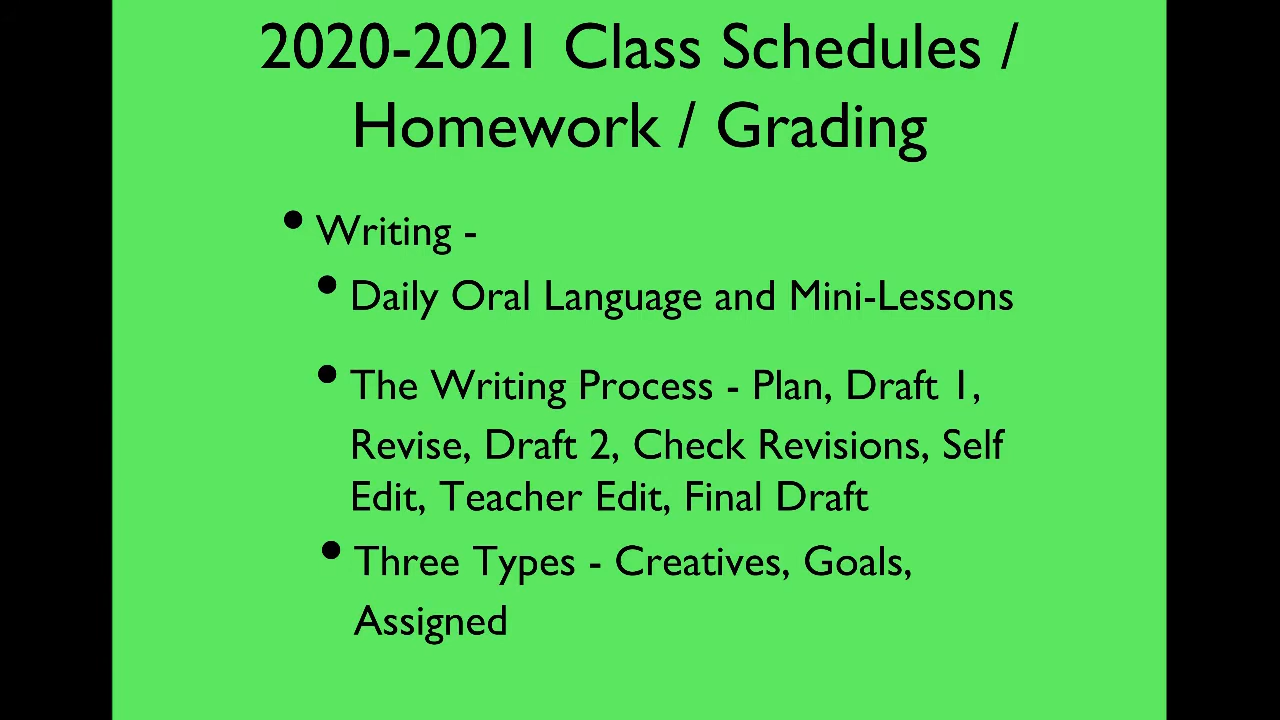 2020-2021 Class Schedules /
Homework / Grading
• Writing -
• Daily Oral Language and Mini-Lessons
• The Writing Process - Plan, Draft 1,
Revise, Draft 2, Check Revisions, Self
Edit, Teacher Edit, Final Draft
• Three Types - Creatives, Goals,
Assigned